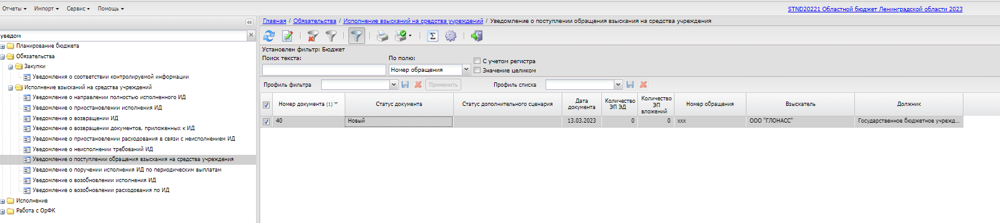 Отчеты Импорт Сервис Помощь
STND20221 Областной бюджет Ленинградской области 2023
уведом
Планирование бюджета
Обязательства
Закупки
Уведомления о соответствии контролируемой информации
Исполнение взысканий на средства учреждений
Уведомление о направлении полностью исполненного ИД
Уведомление о приостановлении исполнения ИД
Уведомление о возвращении ИД
Уведомление о возвращении документов, приложенных к ИД
Уведомление о приостановлении расходования в связи с неисполнением ИД
Уведомление о неисполнении требований ИД
Уведомление о поступлении обращения взыскания на средства учреждения
Уведомление о поручении исполнения ИД по периодическим выплатам
Уведомление о возобновлении исполнения ИД
Уведомление о возобновлении расходования по ИД
Исполнение
Работа с ОрФК
Главная / Обязательства / Исполнение взысканий на средства учреждений / Уведомление о поступлении обращения взыскания на средства учреждения
Установлен фильтр: Бюджет
Поиск текста: По полю:
Номер обращения
С учетом регистра
Значение целиком
Профиль фильтра Применить Профиль списка
Номер документа (1) Статус документа Статус дополнительного сценария Дата документа Количество ЭП ЭД Количество ЭП вложений Номер обращения Взыскатель Должник
40 Новый 13.03.2023 0 0 xxx ООО "ГЛОНАСС" Государственное бюджетное учрежд...